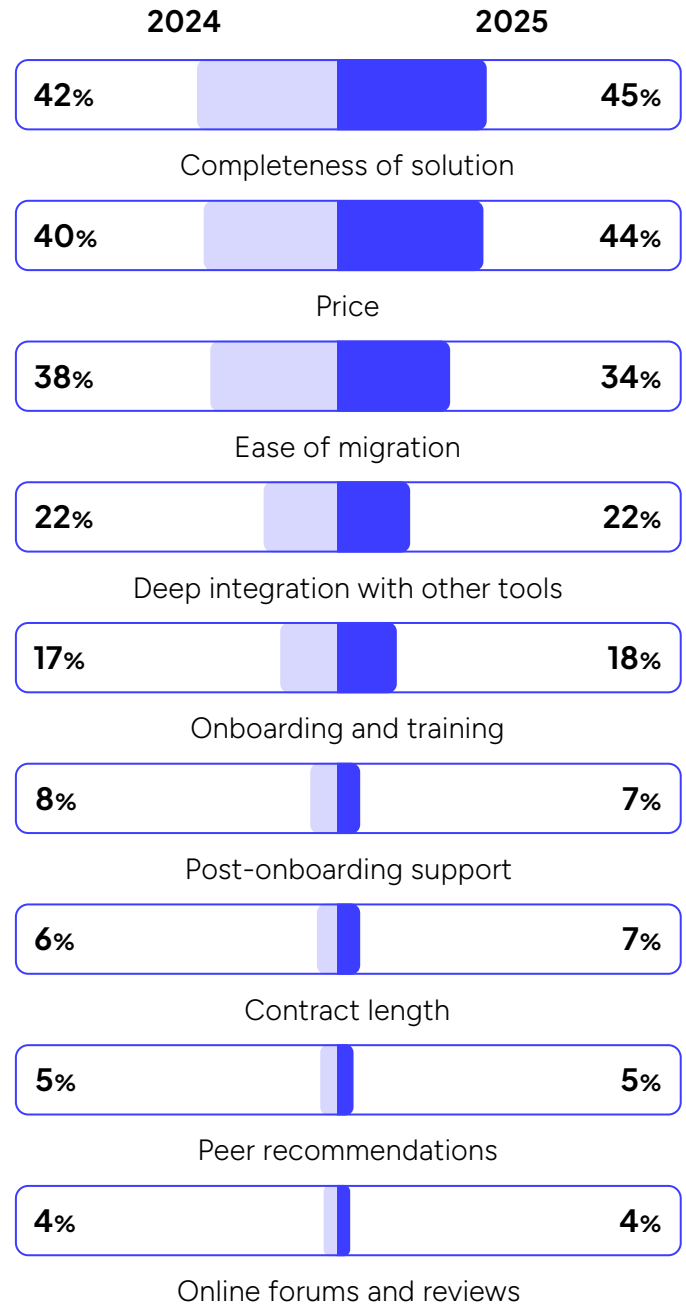 2024 2025
42% 45%
Completeness of solution
40% 44%
Price
38% 34%
Ease of migration
22% 22%
Deep integration with other tools
17% 18%
Onboarding and training
8% 7%
Post-onboarding support
6% 7%
Contract length
5% 5%
Peer recommendations
4% 4%
Online forums and reviews